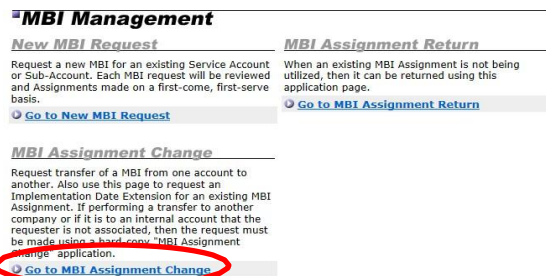 MBI Management
New MBI Request
Request a new MBI for an existing Service Account
or Sub-Account. Each MBI request will be reviewed
and Assignments made on a first-come, first-serve
basis.
Go to New MBI Request
MBI Assignment Return
When an existing MBI Assignment is not being
utilized, then it can be returned using this
application page.
Go to MBI Assignment Return
MBI Assignment Change
Request transfer of a MBI from one account to
another. Also use this page to request an
Implementation Date Extension for an existing MBI
Assignment. If performing a transfer to another
company or if it is to an internal account that the
requester is not associated, then the request must
be made using a hard-copy "MBI Assignment
Change" application.
Go to MBI Assignment Change